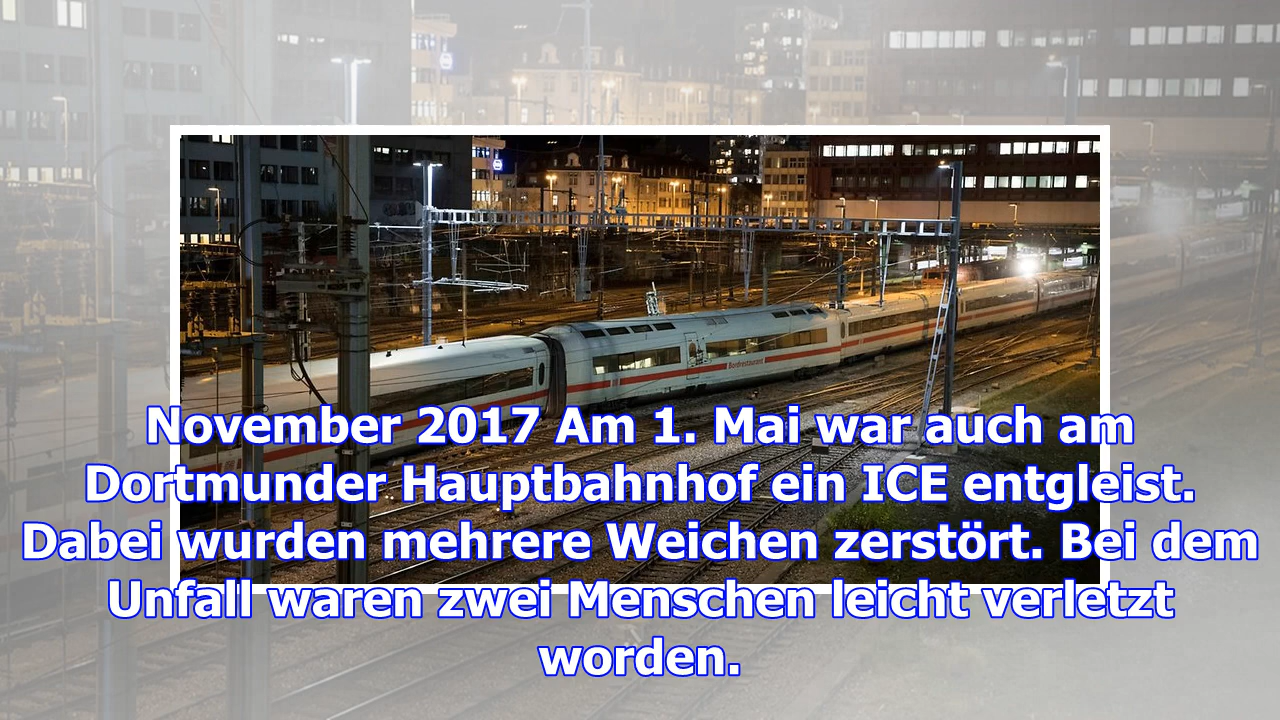 Bordrestaurant
November 2017 Am 1. Mai war auch am
Dortmunder Hauptbahnhof ein ICE entgleist.
Dabei wurden mehrere Weichen zerstört. Bei dem
Unfall waren zwei Menschen leicht verletzt
worden.